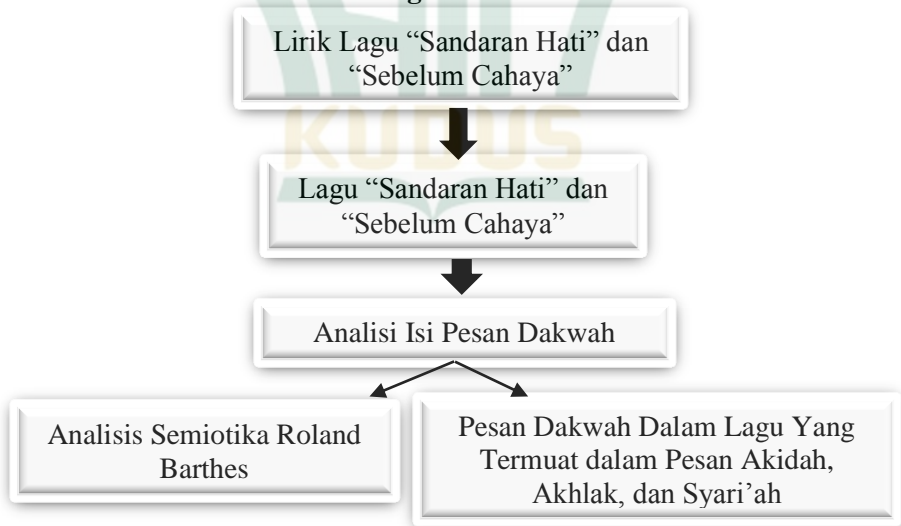 Lirik Lagu “Sandaran Hati” dan
“Sebelum Cahaya”
KUDUS
Lagu “Sandaran Hati” dan
“Sebelum Cahaya”
Analisi Isi Pesan Dakwah
Analisis Semiotika Roland
Barthes
Pesan Dakwah Dalam Lagu Yang
Termuat dalam Pesan Akidah,
Akhlak, dan Syari’ah